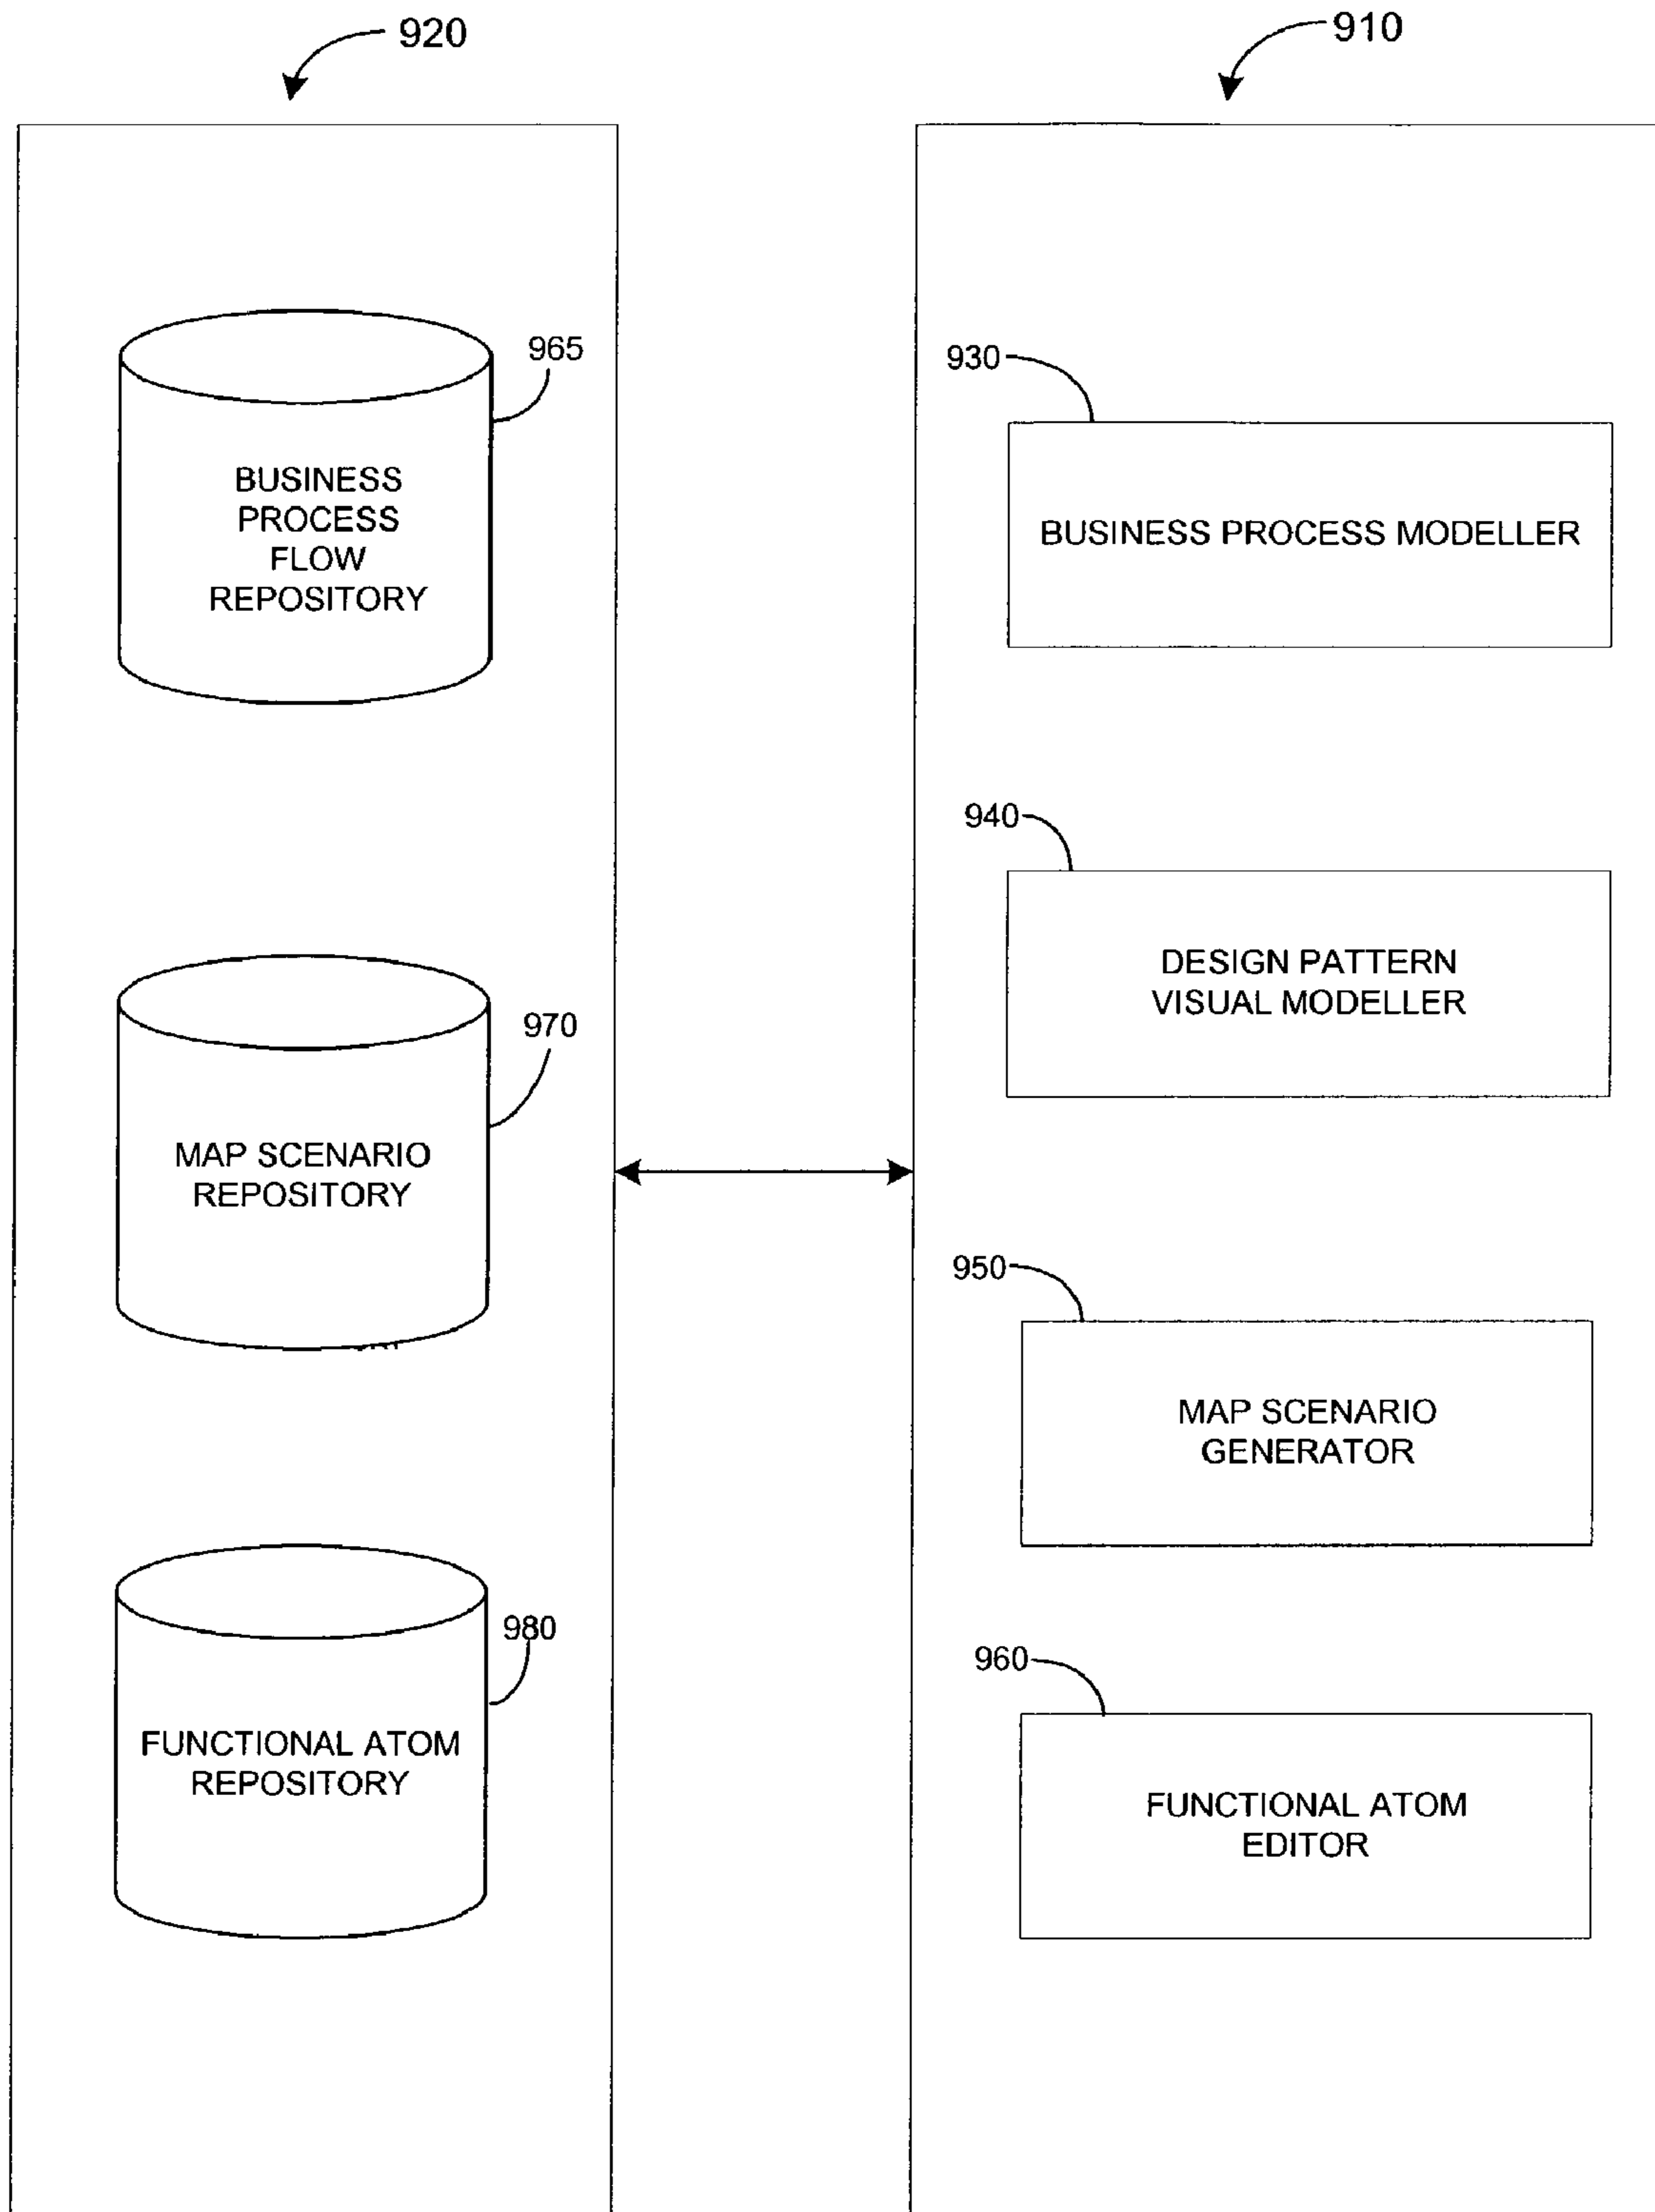 920
910
965
BUSINESS
PROCESS
FLOW
REPOSITORY
970
MAP SCENARIO
REPOSITORY
980
FUNCTIONAL ATOM
REPOSITORY
930
BUSINESS PROCESS MODELLER
940
DESIGN PATTERN
VISUAL MODELLER
950
MAP SCENARIO
GENERATOR
960
FUNCTIONAL ATOM
EDITOR